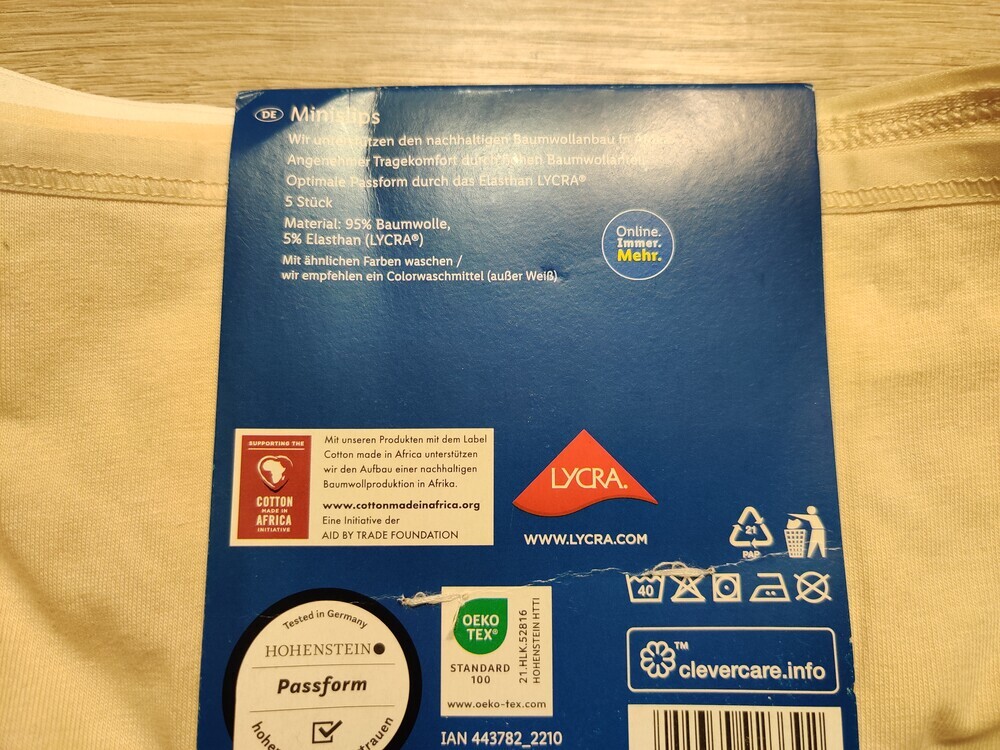 DE Minislips
Wir unterstützen den nachhaltigen Baumwollanbau in
Angenehmer Tragekomfort durch hohen Baumwollanteil
Optimale Passform durch das Elasthan LYCRA®
5 Stück
Material: 95% Baumwolle,
5% Elasthan (LYCRA®)
Mit ähnlichen Farben waschen /
wir empfehlen ein Colorwaschmittel (außer Weiß)
Online.
Immer.
Mehr.
SUPPORTING THE
COTTON
MADE IN
AFRICA
INITIATIVE
Mit unseren Produkten mit dem Label
Cotton made in Africa unterstützen
wir den Aufbau einer nachhaltigen
Baumwollproduktion in Afrika.
www.cottonmadeinafrica.org
Eine Initiative der
AID BY TRADE FOUNDATION
LYCRA.
WWW.LYCRA.COM
21
PAP
40
Tested in Germany
HOHENSTEIN
Passform
OEKO
TEX®
STANDARD
100
21.HLK.52816
HOHENSTEIN HTTI
www.oeko-tex.com
™
clevercare.info
IAN 443782_2210